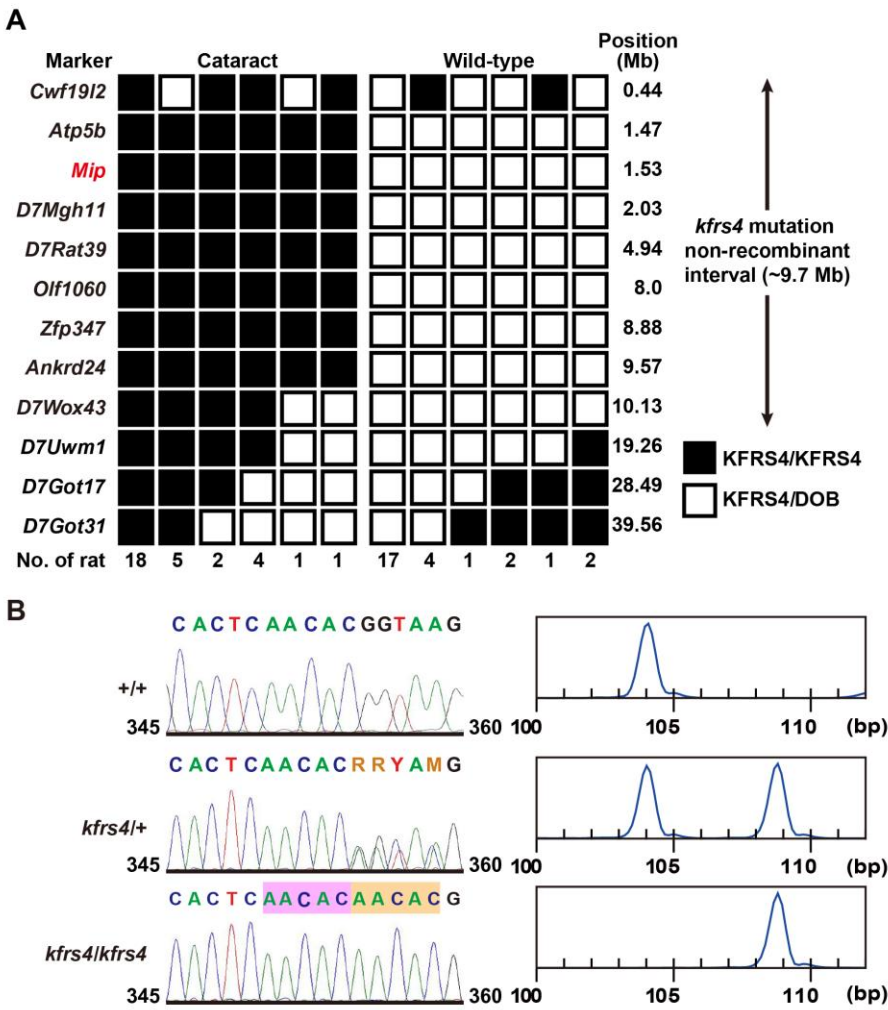 A
Marker Cataract Wild-type Position (Mb)
Cwf19l2 0.44
Atp5b 1.47
Mip 1.53
D7Mgh11 2.03
D7Rat39 4.94
Olf1060 8.0
Zfp347 8.88
Ankrd24 9.57
D7Wox43 10.13
D7Uwm1 19.26
D7Got17 28.49
D7Got31 39.56
No. of rat 18 5 2 4 1 1 17 4 1 2 1 2
kfrs4 mutation
non-recombinant
interval (~9.7 Mb)
KFRS4/KFRS4
KFRS4/DOB
B
CACTCAACACGGTAAG
+/+
345 360
100 105 110 (bp)
CACTCAACACRRYAMG
kfrs4/+
345 360
100 105 110 (bp)
CACTCAACACAACACG
kfrs4/kfrs4
345 360
100 105 110 (bp)